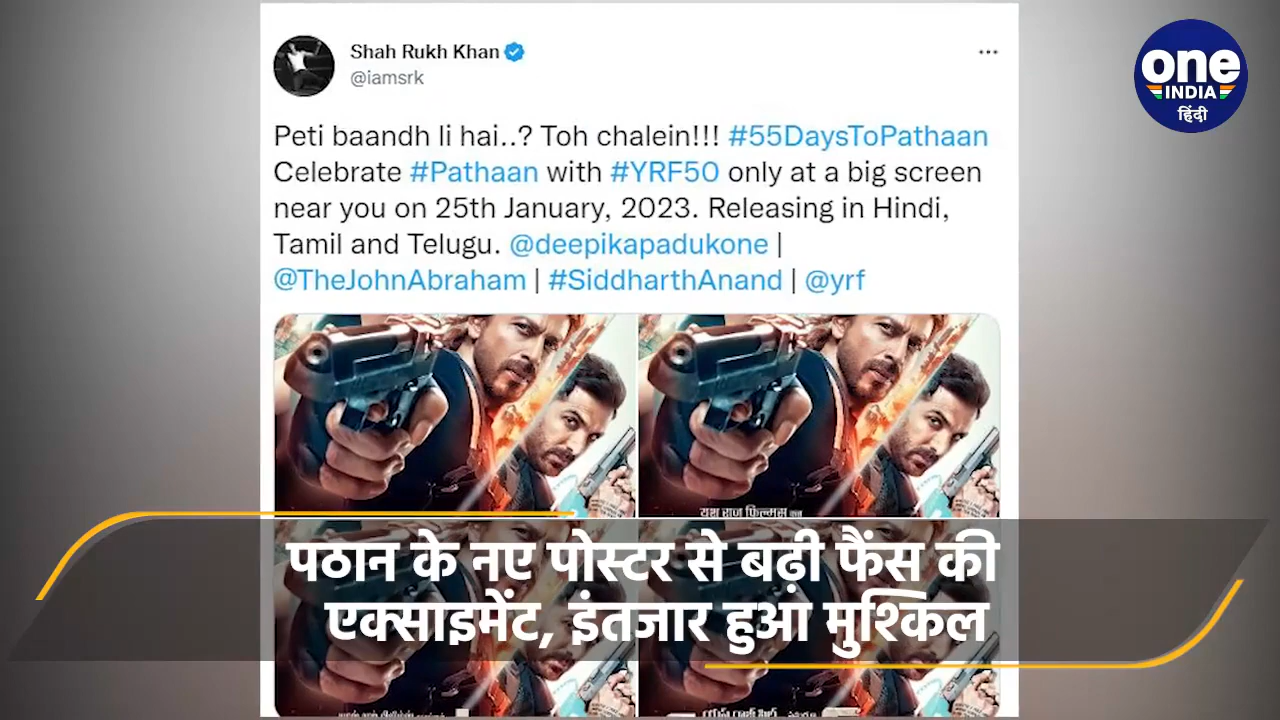 Shah Rukh Khan
@iamsrk
one
INDIA
हिंदी
Peti baandh li hai..? Toh chalein!!! #55DaysToPathaan
Celebrate #Pathaan with #YRF50 only at a big screen
near you on 25th January, 2023. Releasing in Hindi,
Tamil and Telugu. @deepikapadukone |
@TheJohnAbraham | #SiddharthAnand | @yrf
यश राज फिल्मस का
पठान के नए पोस्टर से बढ़ी फैंस की
एक्साइमेंट, इंतजार हुआ मुश्किल